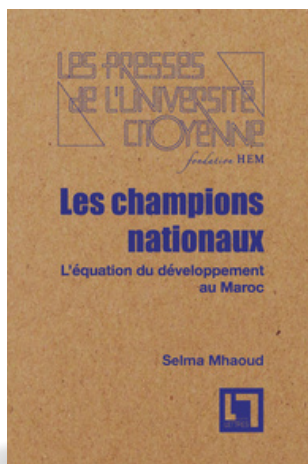 LES PRESSES
DE L'UNIVERSITÉ
CITOYENNE
fondation HEM
Les champions
nationaux
L'équation du développement
au Maroc
Selma Mhaoud